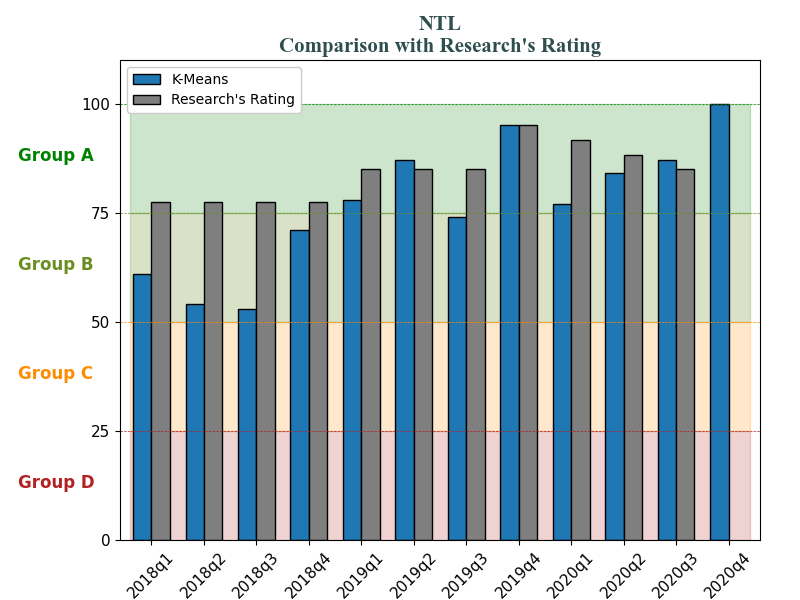 NTL
Comparison with Research's Rating
K-Means
Research's Rating
100
Group A
75
Group B
50
Group C
25
Group D
0
2018q1 2018q2 2018q3 2018q4 2019q1 2019q2 2019q3 2019q4 2020q1 2020q2 2020q3 2020q4